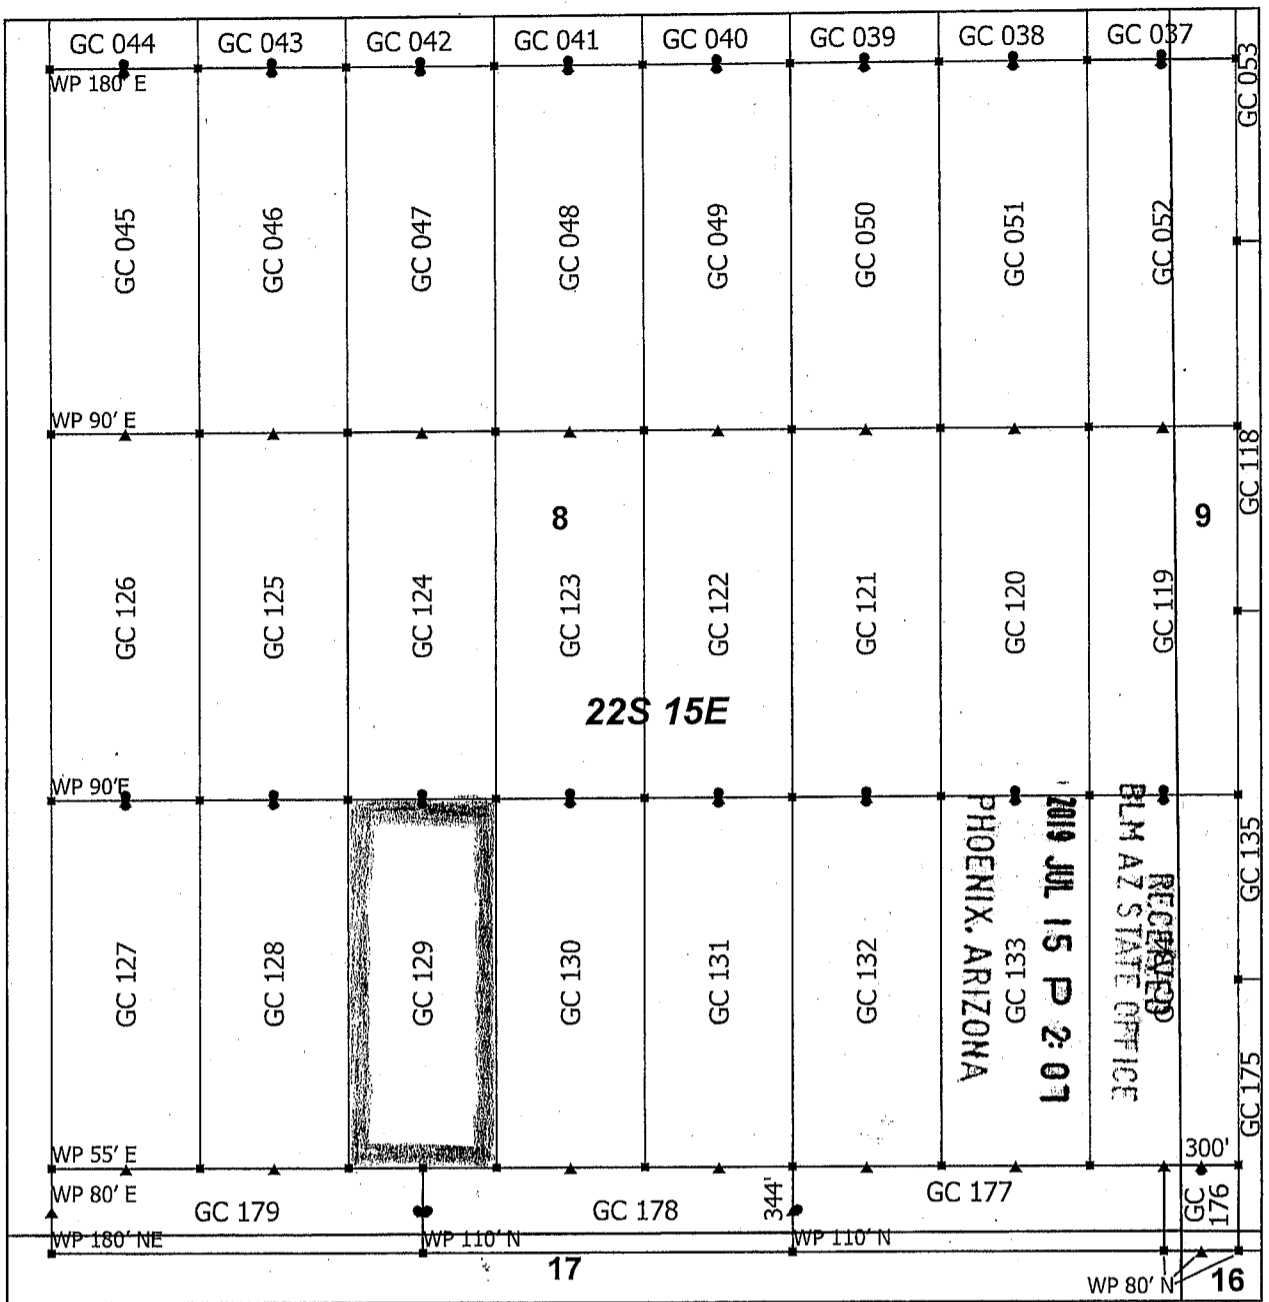 GC 044 GC 043 GC 042 GC 041 GC 040 GC 039 GC 038 GC 037
GC 053
WP 180' E
GC 045 GC 046 GC 047 GC 048 GC 049 GC 050 GC 051 GC 052
WP 90' E
GC 118
8
9
GC 126 GC 125 GC 124 GC 123 GC 122 GC 121 GC 120 GC 119
22S 15E
WP 90'E
GC 135
GC 127 GC 128 GC 129 GC 130 GC 131 GC 132 GC 133
RECEIVED
BLM AZ STATE OFFICE
2019 JUL 15 P 2:01
PHOENIX, ARIZONA
GC 175
WP 55' E
300'
WP 80' E
GC 179
GC 178
344'
GC 177
GC 176
WP 180' NE
WP 110' N
WP 110' N
17
WP 80' N
16